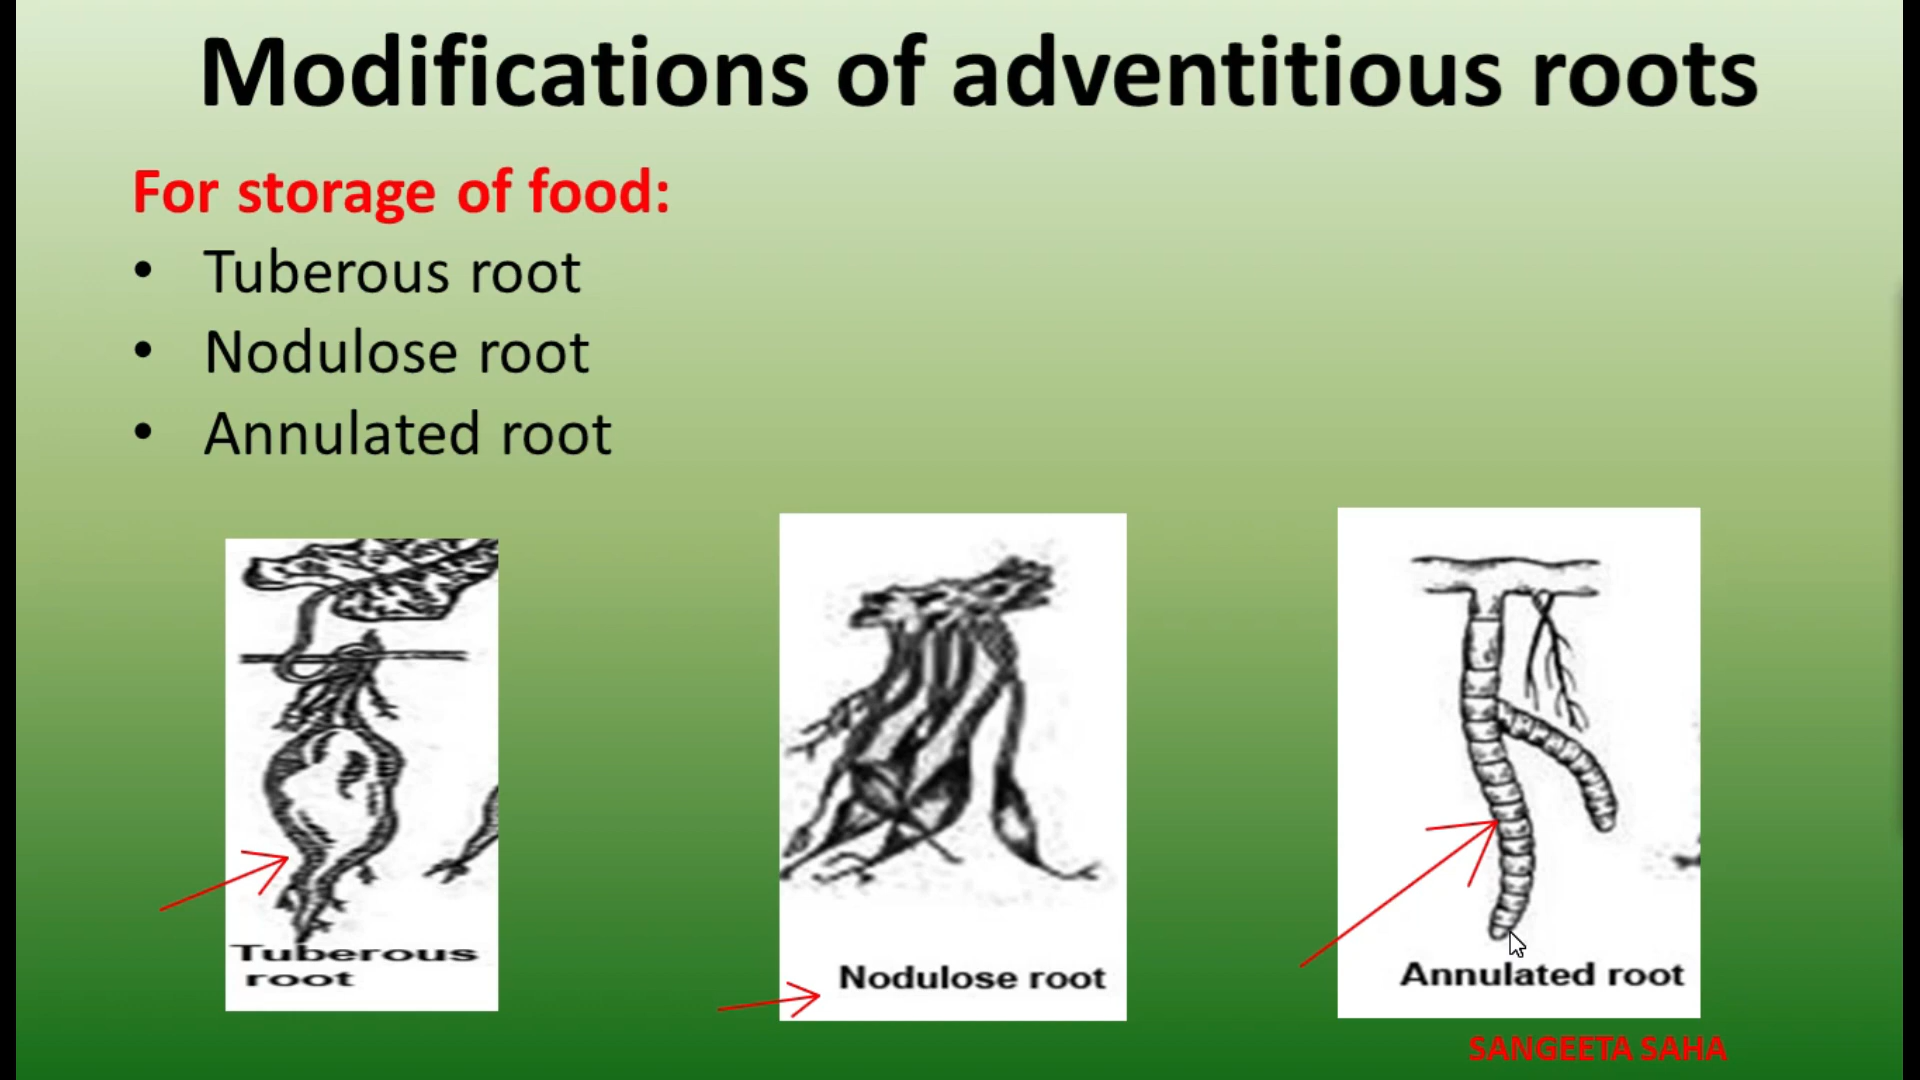 Modifications of adventitious roots
For storage of food:
• Tuberous root
• Nodulose root
• Annulated root
Tuberous
root
Nodulose root
Annulated root
SANGEETA SAHA